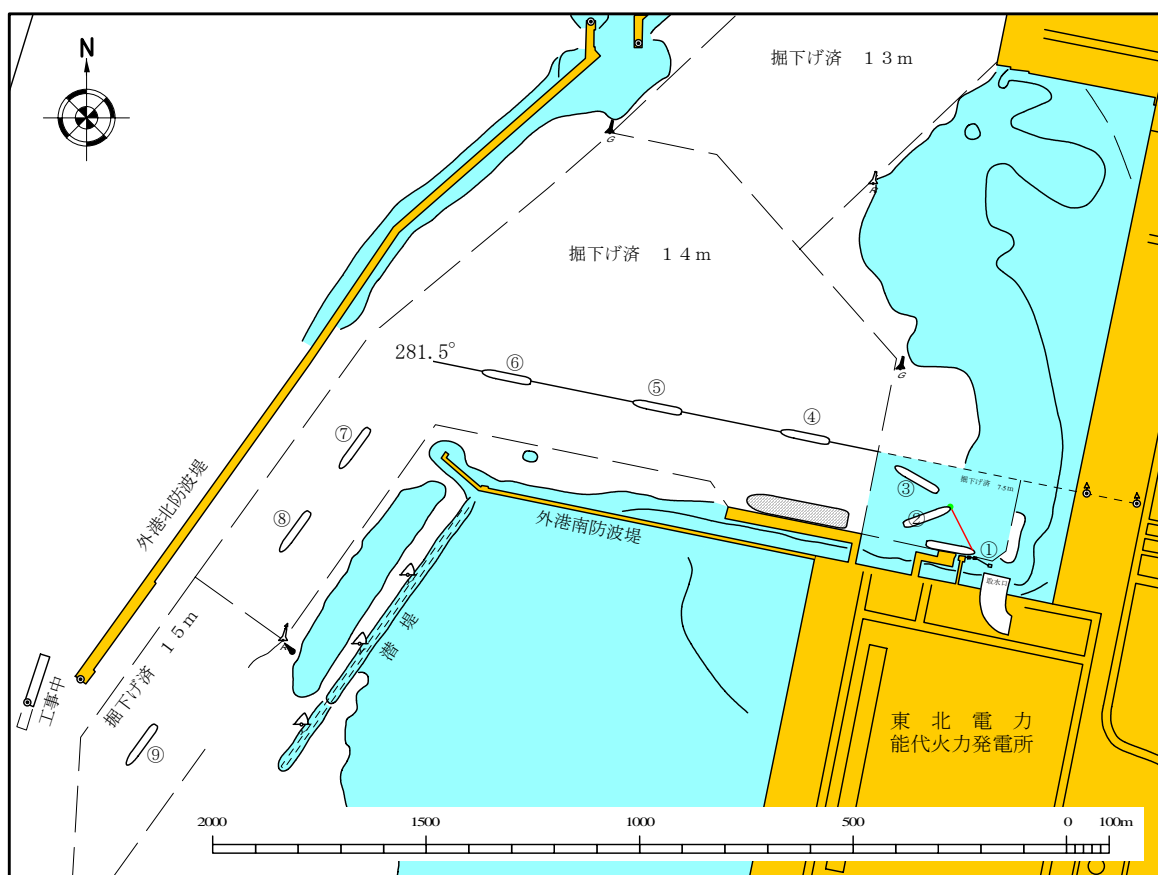 N
掘下げ済 １３ｍ
G
R
掘下げ済 １４ｍ
281.5°
⑥
⑤
④
G
⑦
③
掘下げ済 7.5m
②
①
外港北防波堤
⑧
外港南防波堤
取水口
潜堤
掘下げ済 １５ｍ
工事中
⑨
東北電力
能代火力発電所
2000 1500 1000 500 0 100m